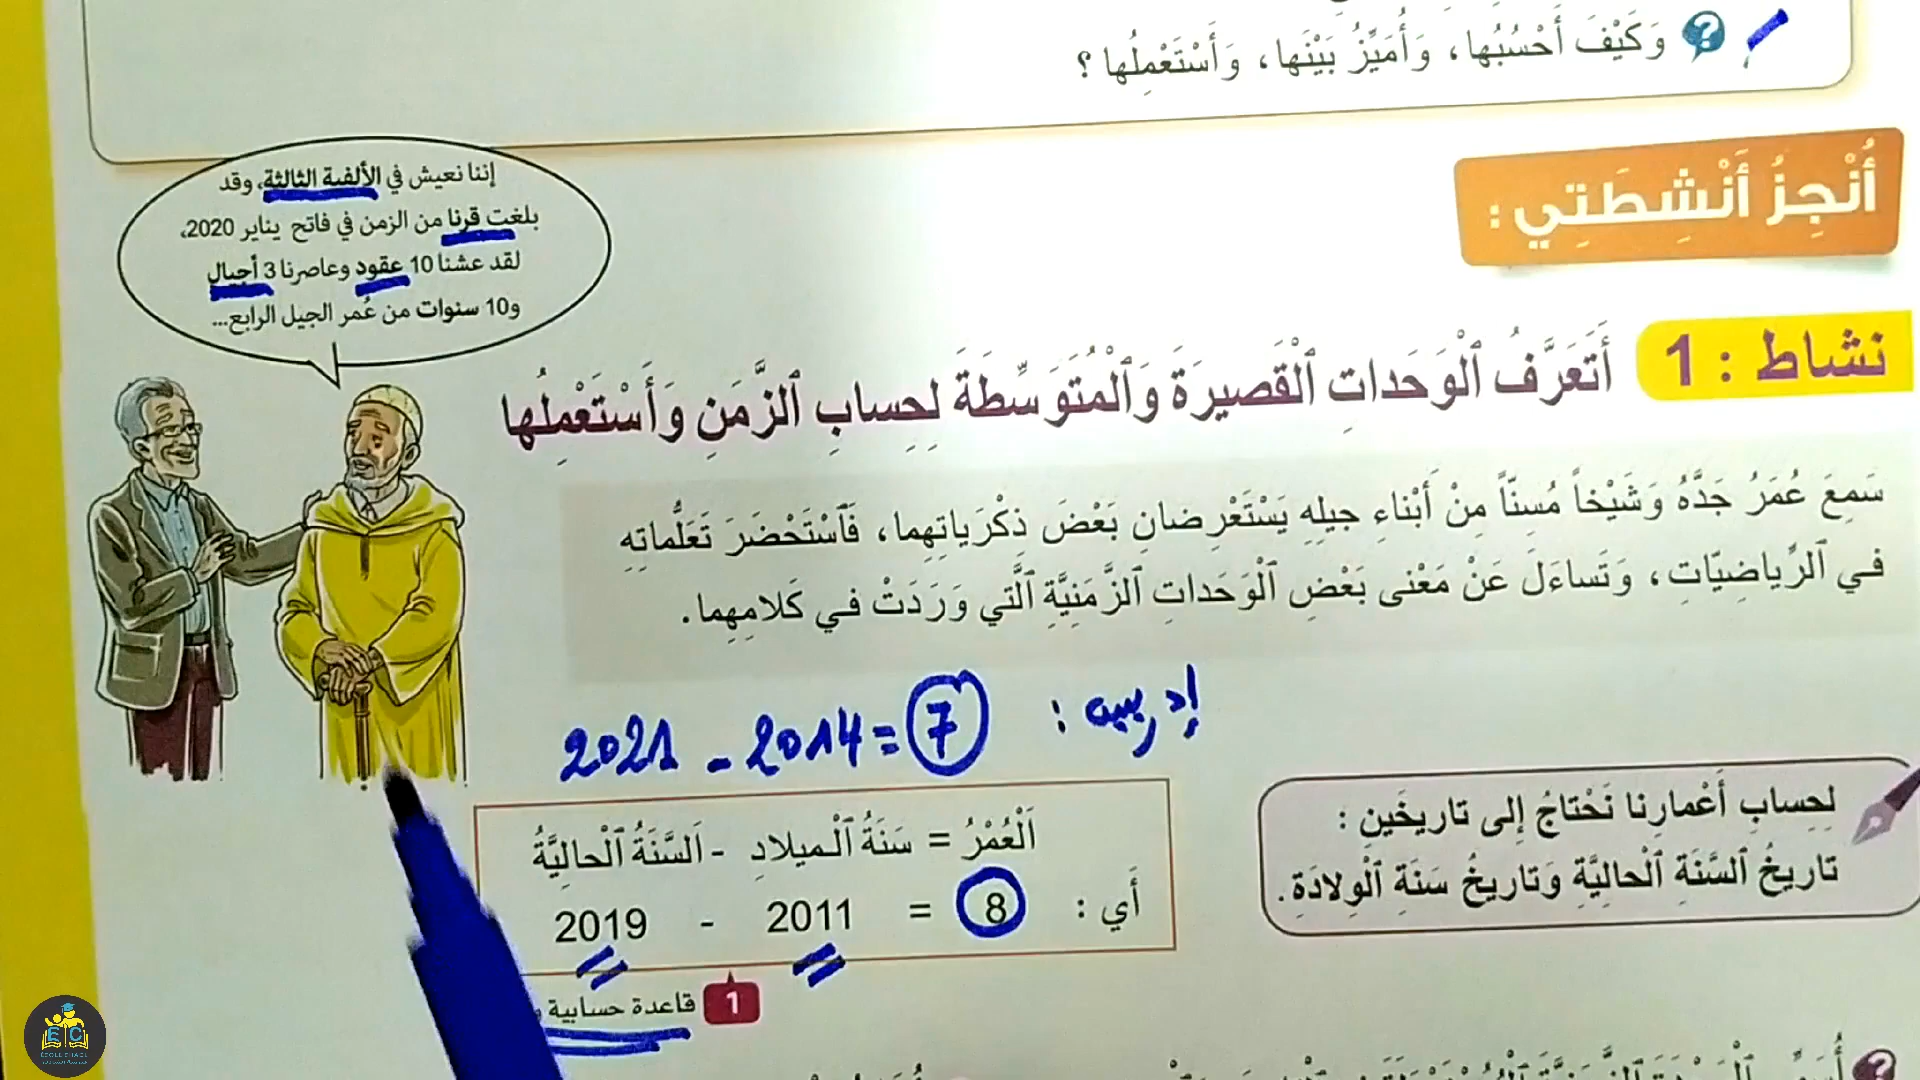 وَكَيْفَ أَحْسُبُها، وَأُمَيِّزُ بَيْنَها، وَأَسْتَعْمِلُها ؟
أُنْجِزُ أَنْشِطَتِي :
إننا نعيش في الألفية الثالثة، وقد
بلغت قرنا من الزمن في فاتح يناير 2020،
لقد عشنا 10 عقود وعاصرنا 3 أجيال
و10 سنوات من عُمر الجيل الرابع...
نشاط : 1 أَتَعَرَّفُ ٱلْوَحَداتِ ٱلْقَصيرَةَ وَٱلْمُتَوَسِّطَةَ لِحِسابِ ٱلزَّمَنِ وَأَسْتَعْمِلُها
سَمِعَ عُمَرُ جَدَّهُ وَشَيْخاً مُسِنّاً مِنْ أَبْناءِ جيلِهِ يَسْتَعْرِضانِ بَعْضَ ذِكْرَياتِهِما، فَٱسْتَحْضَرَ تَعَلُّماتِهِ
في ٱلرِّياضِيّاتِ، وَتَساءَلَ عَنْ مَعْنى بَعْضِ ٱلْوَحَداتِ ٱلزَّمَنِيَّةِ ٱلَّتي وَرَدَتْ في كَلامِهِما.
2021 - 2014 = 7
لِحِسابِ أَعْمارِنا نَحْتاجُ إِلى تاريخَينِ :
تاريخُ ٱلسَّنَةِ ٱلْحالِيَّةِ وَتاريخُ سَنَةِ ٱلْوِلادَةِ.
اَلْعُمْرُ = سَنَةُ ٱلْميلادِ - اَلسَّنَةُ ٱلْحالِيَّةُ
أَي : 8 = 2011 - 2019
1 قاعدة حسابية